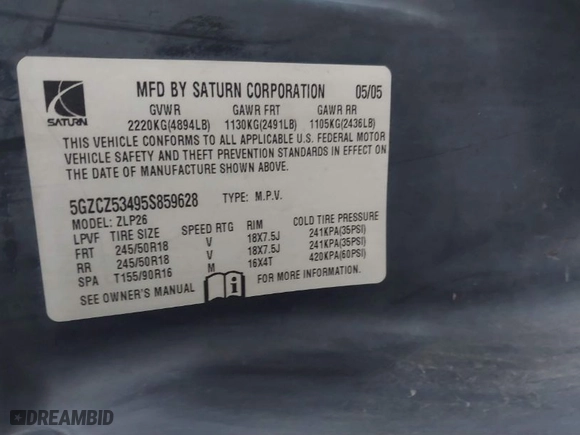 SATURN
MFD BY SATURN CORPORATION 05/05
GVWR GAWR FRT GAWR RR
2220KG(4894LB) 1130KG(2491LB) 1105KG(2436LB)
THIS VEHICLE CONFORMS TO ALL APPLICABLE U.S. FEDERAL MOTOR
VEHICLE SAFETY AND THEFT PREVENTION STANDARDS IN EFFECT ON
THE DATE OF MANUFACTURE SHOWN ABOVE.
5GZCZ53495S859628 TYPE: M.P.V.
MODEL: ZLP26
LPVF TIRE SIZE SPEED RTG RIM COLD TIRE PRESSURE
FRT 245/50R18 V 18X7.5J 241KPA(35PSI)
RR 245/50R18 V 18X7.5J 241KPA(35PSI)
SPA T155/90R16 M 16X4T 420KPA(60PSI)
SEE OWNER'S MANUAL i FOR MORE INFORMATION
DREAMBID